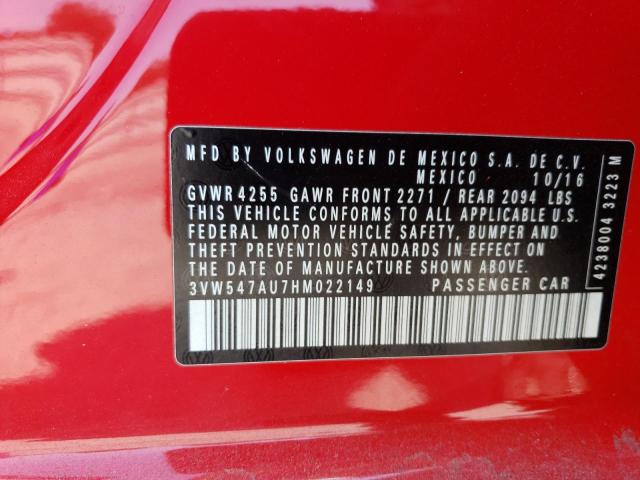 MFD BY VOLKSWAGEN DE MEXICO S.A. DE C.V.
MEXICO 10/16
GVWR 4255 GAWR FRONT 2271 / REAR 2094 LBS
THIS VEHICLE CONFORMS TO ALL APPLICABLE U.S.
FEDERAL MOTOR VEHICLE SAFETY, BUMPER AND
THEFT PREVENTION STANDARDS IN EFFECT ON
THE DATE OF MANUFACTURE SHOWN ABOVE.
3VW547AU7HM022149 PASSENGER CAR
4238004 3223 M